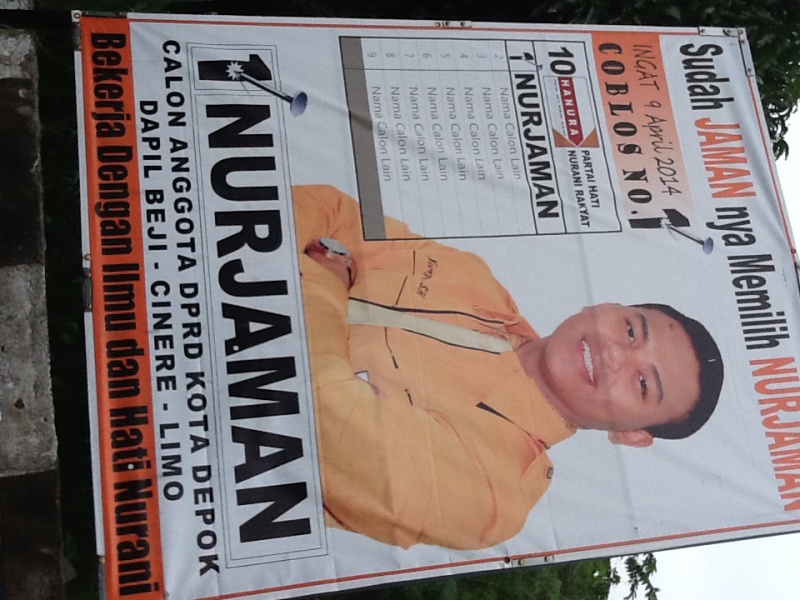 Sudah JAMAN nya Memilih NURJAMAN
INGAT 9 April 2014
COBLOS NO. 1
10 HANURA PARTAI HATI NURANI RAKYAT
1 NURJAMAN
2 Nama Calon Lain
3 Nama Calon Lain
4 Nama Calon Lain
5 Nama Calon Lain
6 Nama Calon Lain
7 Nama Calon Lain
8 Nama Calon Lain
9 Nama Calon Lain
1 NURJAMAN
CALON ANGGOTA DPRD KOTA DEPOK
DAPIL BEJI - CINERE - LIMO
Bekerja Dengan Ilmu dan Hati Nurani